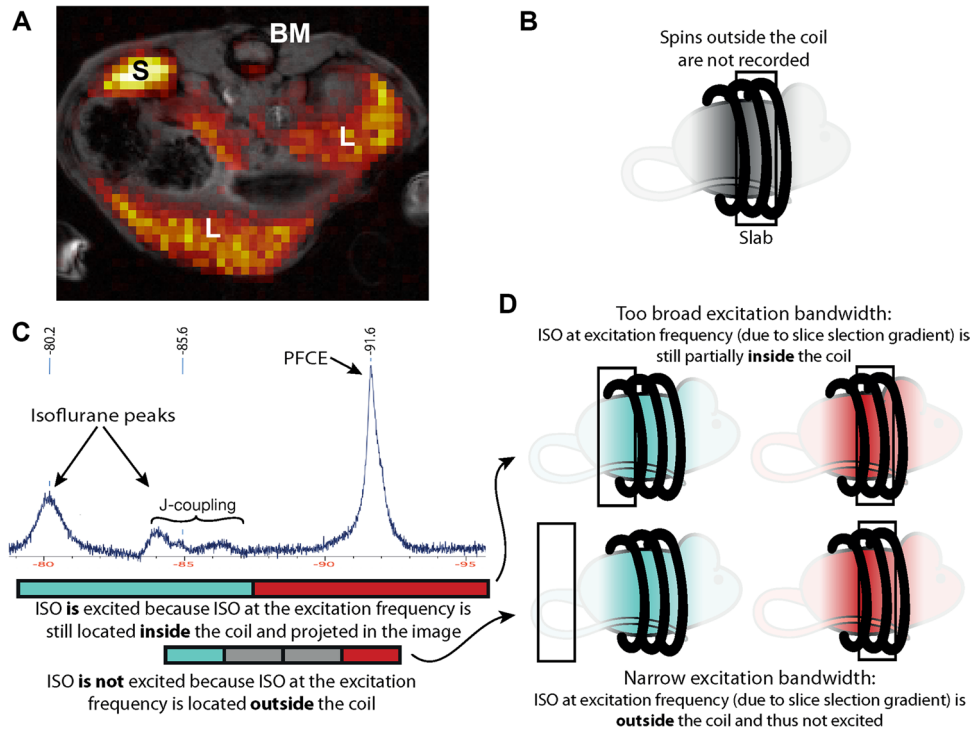 A
BM
S
L
L
B
Spins outside the coil
are not recorded
Slab
C
-80.2
-85.6
-91.6
PFCE
Isoflurane peaks
J-coupling
-80
-85
-90
-95
ISO is excited because ISO at the excitation frequency is
still located inside the coil and projeted in the image
ISO is not excited because ISO at the excitation
frequency is located outside the coil
D
Too broad excitation bandwidth:
ISO at excitation frequency (due to slice slection gradient) is
still partially inside the coil
Narrow excitation bandwidth:
ISO at excitation frequency (due to slice slection gradient) is
outside the coil and thus not excited